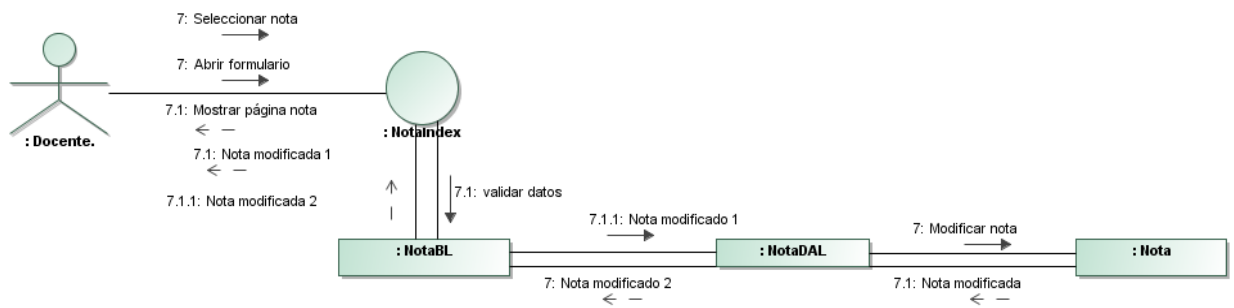 7: Seleccionar nota
7: Abrir formulario
7.1: Mostrar página nota
: Docente.
: NotaIndex
7.1: Nota modificada 1
7.1.1: Nota modificada 2
7.1: validar datos
7.1.1: Nota modificado 1
7: Modificar nota
: NotaBL
: NotaDAL
: Nota
7: Nota modificado 2
7.1: Nota modificada